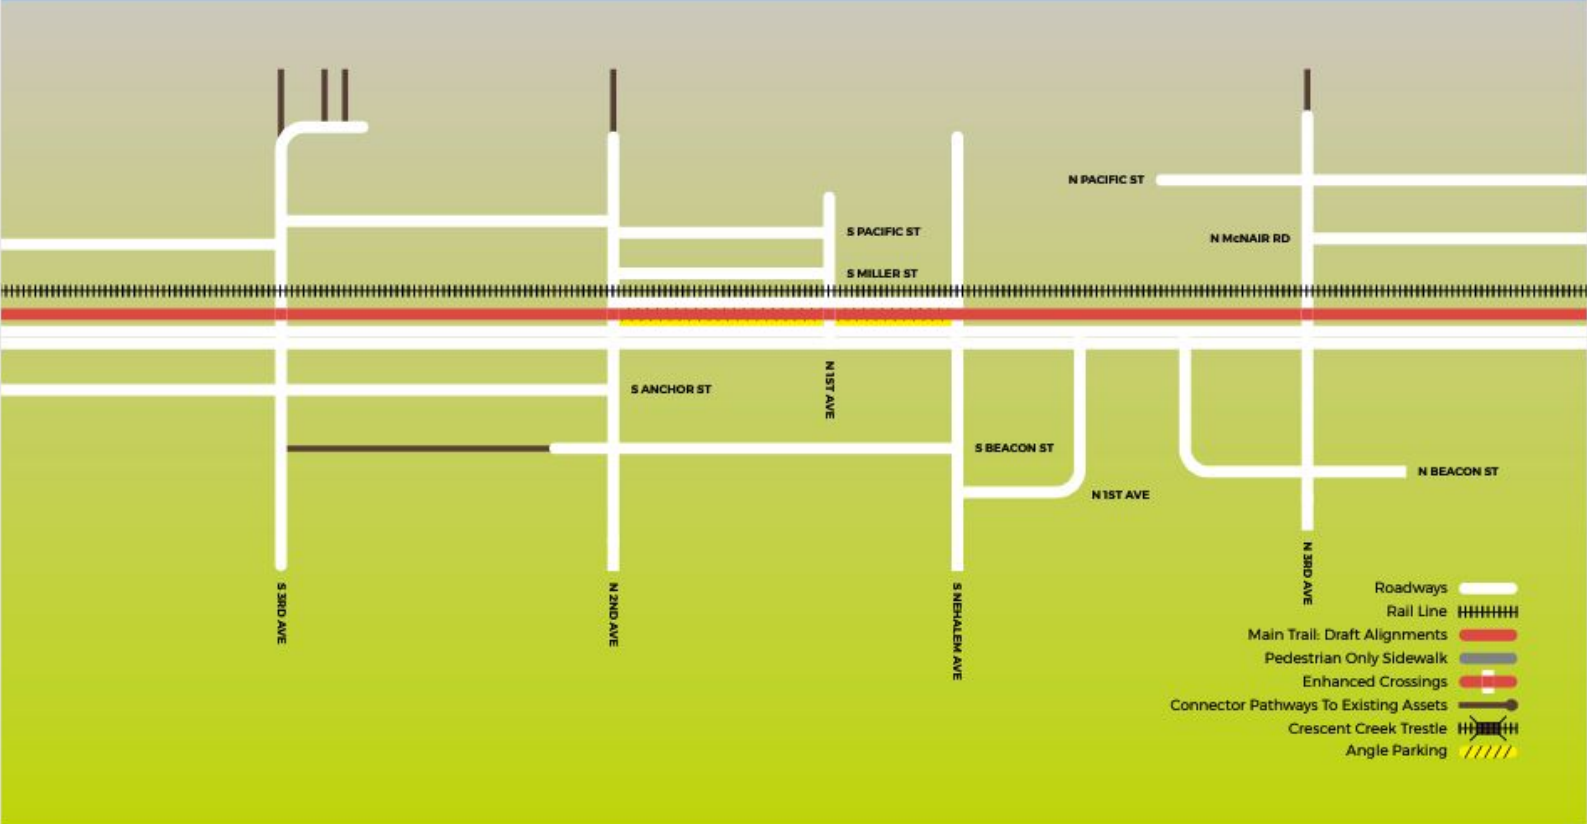 N PACIFIC ST
S PACIFIC ST
N McNAIR RD
S MILLER ST
N 1ST AVE
S ANCHOR ST
S BEACON ST
N BEACON ST
N 1ST AVE
N 3RD AVE
S 3RD AVE
N 2ND AVE
S NEHALEM AVE
Roadways
Rail Line
Main Trail: Draft Alignments
Pedestrian Only Sidewalk
Enhanced Crossings
Connector Pathways To Existing Assets
Crescent Creek Trestle
Angle Parking